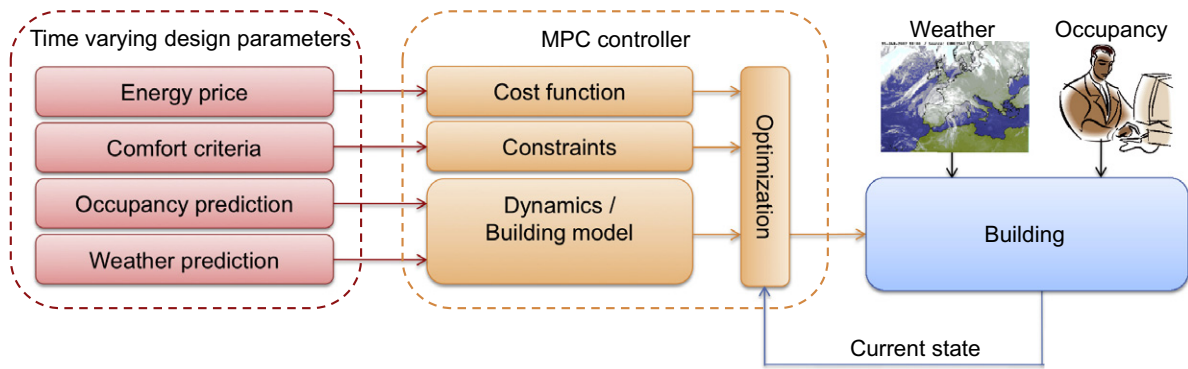 Time varying design parameters
Energy price
Comfort criteria
Occupancy prediction
Weather prediction
MPC controller
Cost function
Constraints
Dynamics /
Building model
Optimization
Weather
Occupancy
Building
Current state